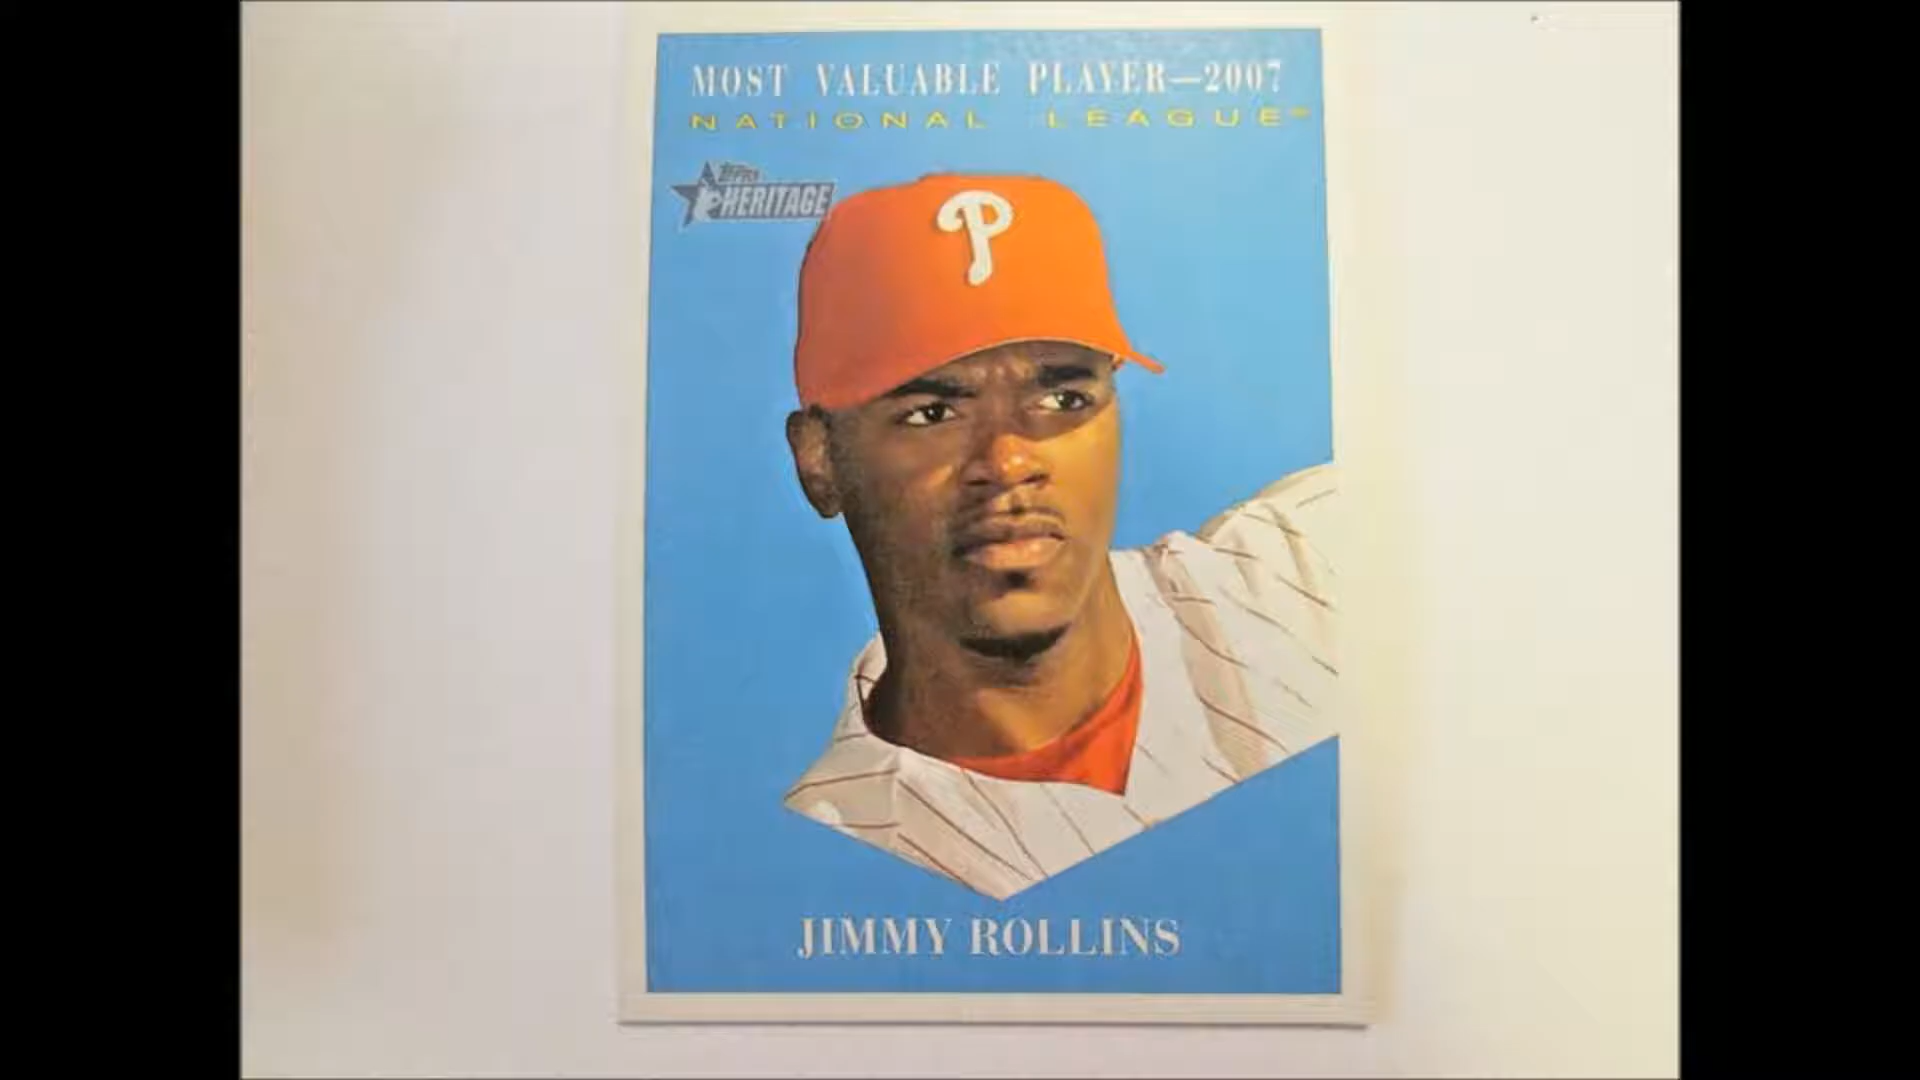 MOST VALUABLE PLAYER—2007
NATIONAL LEAGUE
TOPPS
HERITAGE
P
JIMMY ROLLINS